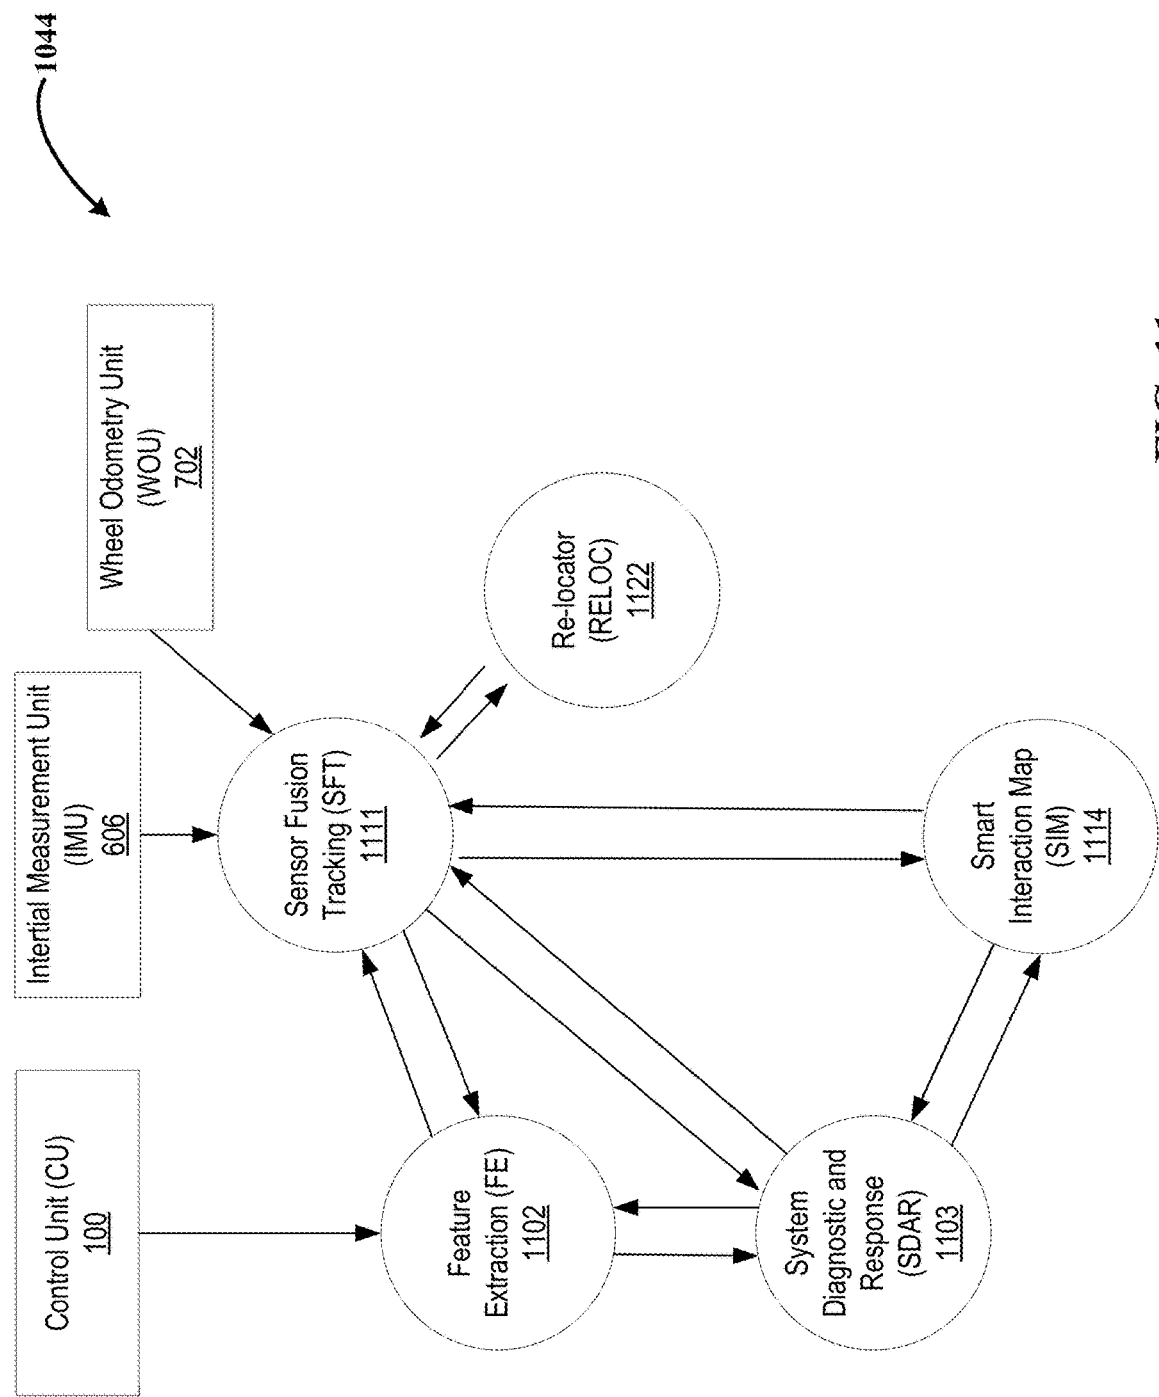 1044
Control Unit (CU)
100
Intertial Measurement Unit
(IMU)
606
Wheel Odometry Unit
(WOU)
702
Feature
Extraction (FE)
1102
Sensor Fusion
Tracking (SFT)
1111
Re-locator
(RELOC)
1122
System
Diagnostic and
Response
(SDAR)
1103
Smart
Interaction Map
(SIM)
1114